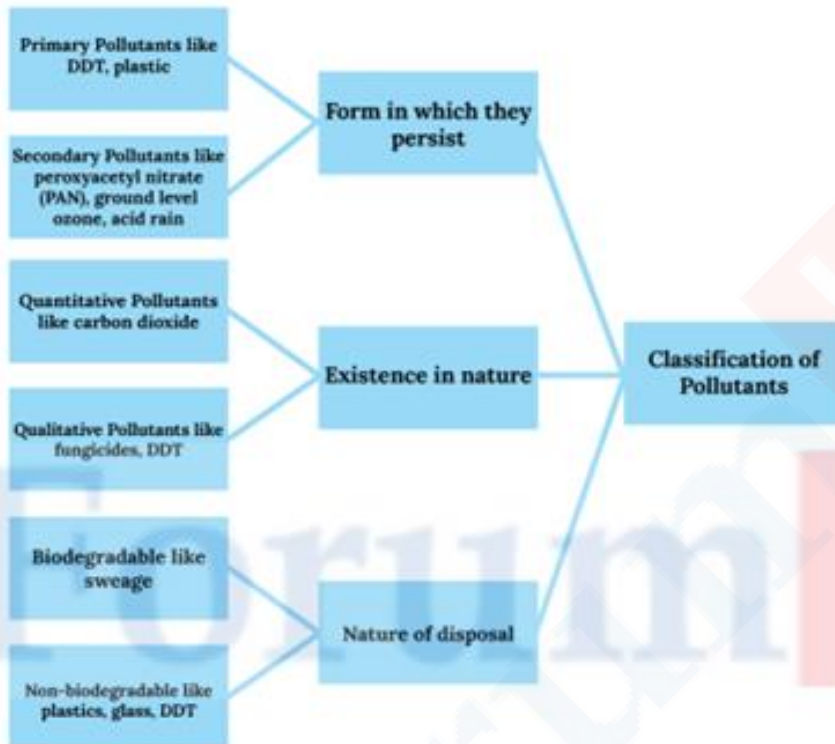 Primary Pollutants like
DDT, plastic
Form in which they
persist
Secondary Pollutants like
peroxyacetyl nitrate
(PAN), ground level
ozone, acid rain
Quantitative Pollutants
like carbon dioxide
Existence in nature
Classification of
Pollutants
Qualitative Pollutants like
fungicides, DDT
Biodegradable like
sweage
Nature of disposal
Non-biodegradable like
plastics, glass, DDT
Forum